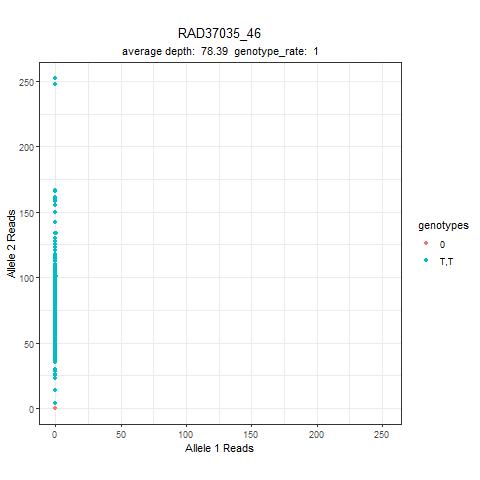 RAD37035_46
average depth: 78.39 genotype_rate: 1
Allele 2 Reads
250
200
150
100
50
0
0 50 100 150 200 250
Allele 1 Reads
genotypes
0
T,T